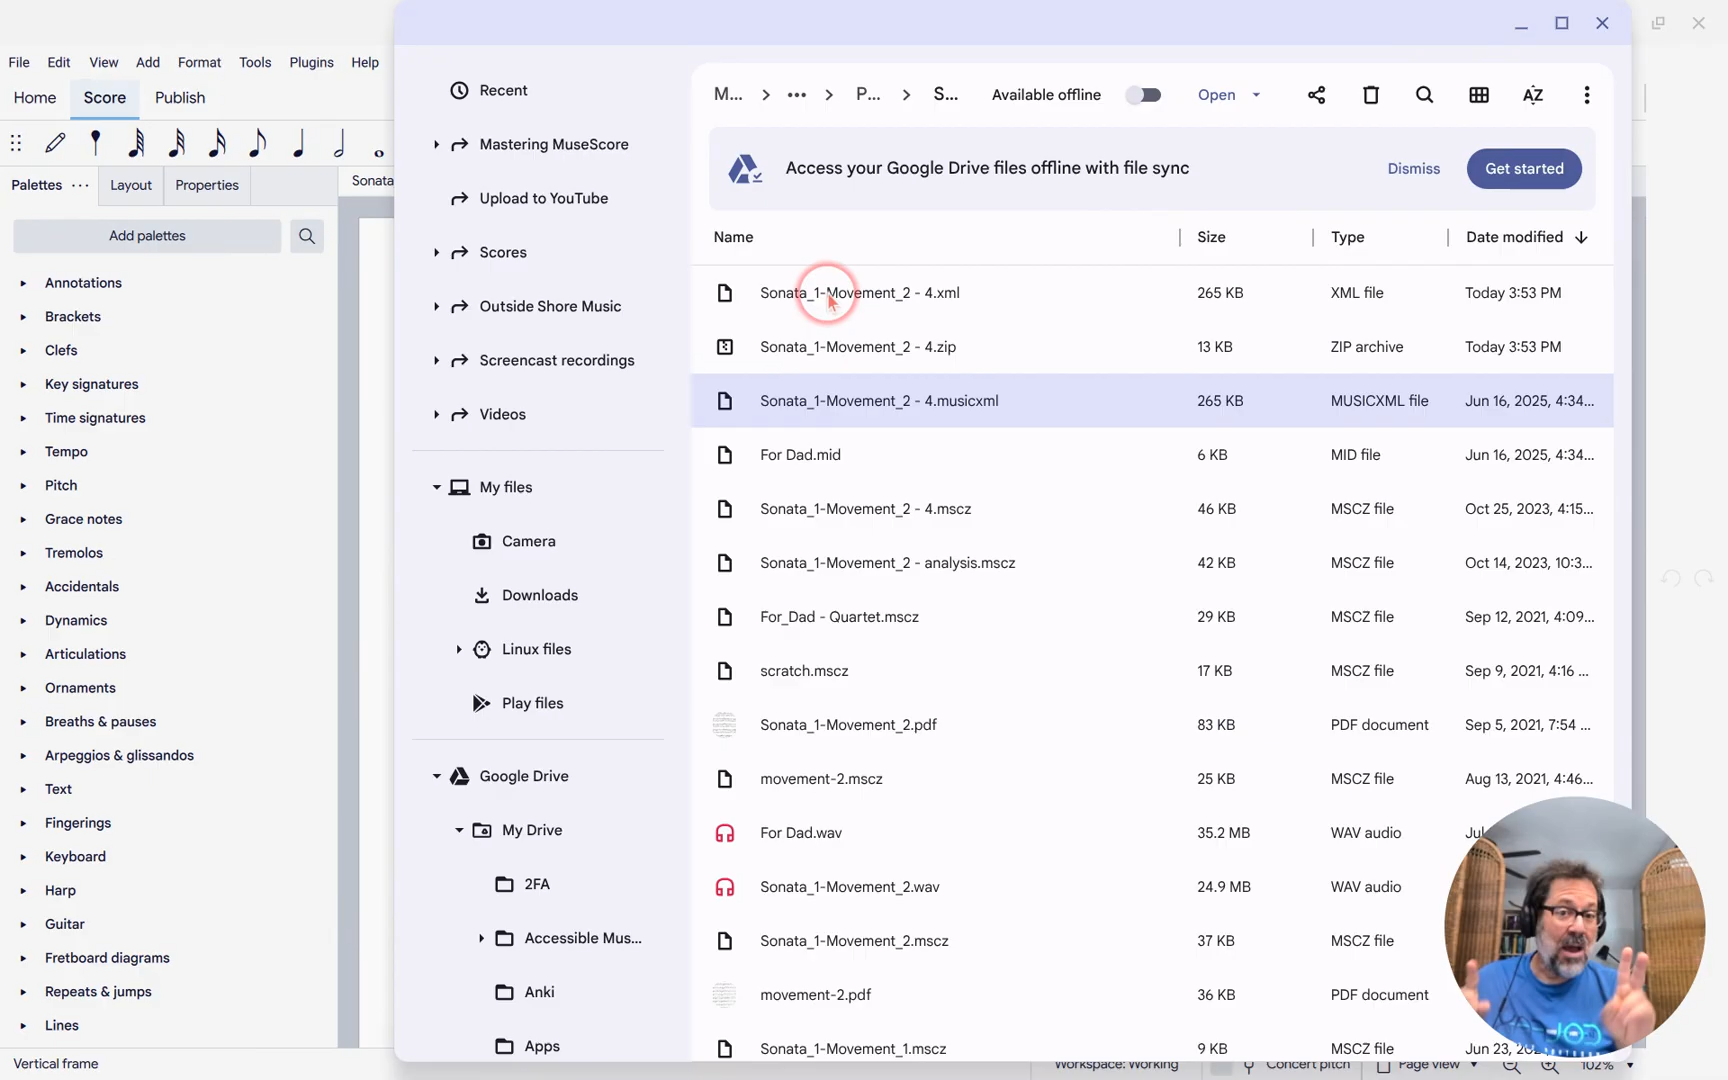 File Edit View Add Format Tools Plugins Help
Home Score Publish
Palettes ··· Layout Properties
Sonata
Add palettes
Annotations
Brackets
Clefs
Key signatures
Time signatures
Tempo
Pitch
Grace notes
Tremolos
Accidentals
Dynamics
Articulations
Ornaments
Breaths & pauses
Arpeggios & glissandos
Text
Fingerings
Keyboard
Harp
Guitar
Fretboard diagrams
Repeats & jumps
Lines
Vertical frame
Recent
Mastering MuseScore
Upload to YouTube
Scores
Outside Shore Music
Screencast recordings
Videos
My files
Camera
Downloads
Linux files
Play files
Google Drive
My Drive
2FA
Accessible Mus...
Anki
Apps
M... > ··· > P... > S... Available offline Open
Access your Google Drive files offline with file sync Dismiss Get started
Name Size Type Date modified
Sonata_1-Movement_2 - 4.xml 265 KB XML file Today 3:53 PM
Sonata_1-Movement_2 - 4.zip 13 KB ZIP archive Today 3:53 PM
Sonata_1-Movement_2 - 4.musicxml 265 KB MUSICXML file Jun 16, 2025, 4:34...
For Dad.mid 6 KB MID file Jun 16, 2025, 4:34...
Sonata_1-Movement_2 - 4.mscz 46 KB MSCZ file Oct 25, 2023, 4:15...
Sonata_1-Movement_2 - analysis.mscz 42 KB MSCZ file Oct 14, 2023, 10:3...
For_Dad - Quartet.mscz 29 KB MSCZ file Sep 12, 2021, 4:09...
scratch.mscz 17 KB MSCZ file Sep 9, 2021, 4:16 ...
Sonata_1-Movement_2.pdf 83 KB PDF document Sep 5, 2021, 7:54 ...
movement-2.mscz 25 KB MSCZ file Aug 13, 2021, 4:46...
For Dad.wav 35.2 MB WAV audio
Sonata_1-Movement_2.wav 24.9 MB WAV audio
Sonata_1-Movement_2.mscz 37 KB MSCZ file
movement-2.pdf 36 KB PDF document
Sonata_1-Movement_1.mscz 9 KB MSCZ file Jun 23,
Workspace: Working Concert pitch Page view 102%